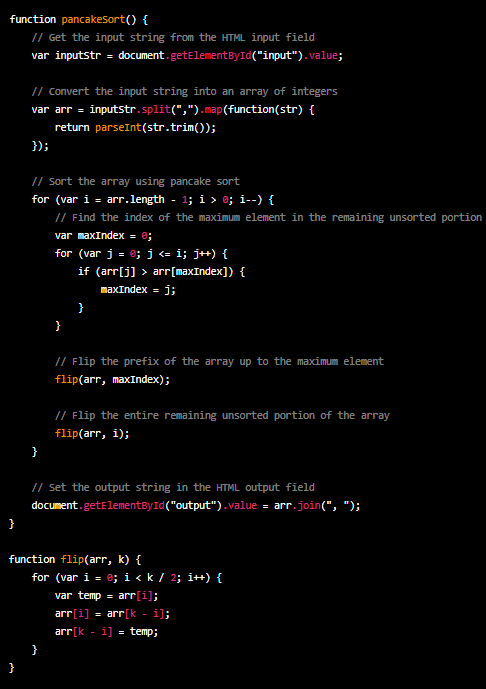 function pancakeSort() {
    // Get the input string from the HTML input field
    var inputStr = document.getElementById("input").value;

    // Convert the input string into an array of integers
    var arr = inputStr.split(",").map(function(str) {
        return parseInt(str.trim());
    });

    // Sort the array using pancake sort
    for (var i = arr.length - 1; i > 0; i--) {
        // Find the index of the maximum element in the remaining unsorted portion
        var maxIndex = 0;
        for (var j = 0; j <= i; j++) {
            if (arr[j] > arr[maxIndex]) {
                maxIndex = j;
            }
        }

        // Flip the prefix of the array up to the maximum element
        flip(arr, maxIndex);

        // Flip the entire remaining unsorted portion of the array
        flip(arr, i);
    }

    // Set the output string in the HTML output field
    document.getElementById("output").value = arr.join(", ");
}

function flip(arr, k) {
    for (var i = 0; i < k / 2; i++) {
        var temp = arr[i];
        arr[i] = arr[k - i];
        arr[k - i] = temp;
    }
}